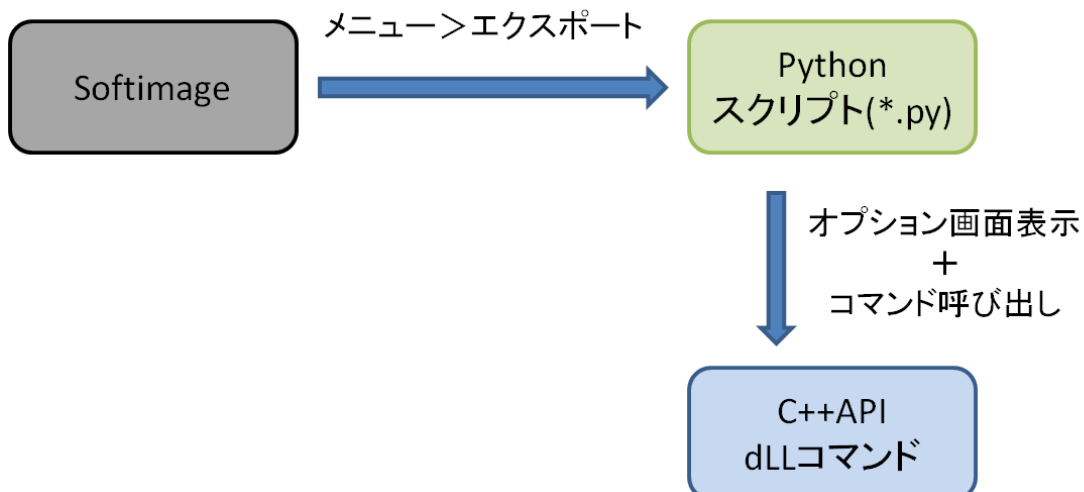 メニュー＞エクスポート
Softimage
Python
スクリプト(*.py)
オプション画面表示
＋
コマンド呼び出し
C++API
dLLコマンド